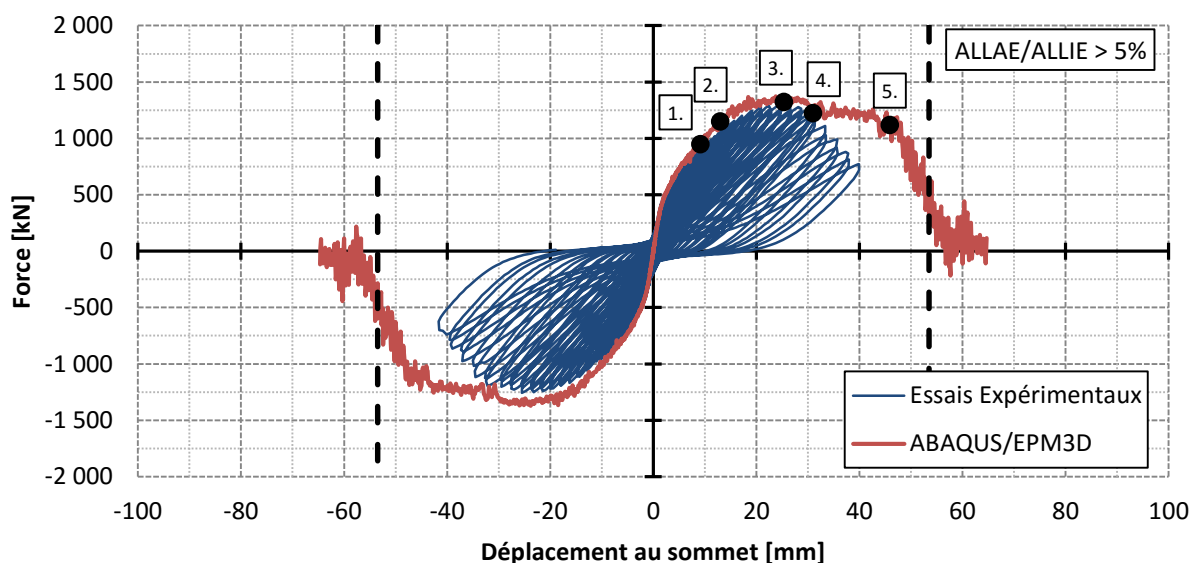 2 000
1 500
1 000
500
0
-500
-1 000
-1 500
-2 000
Force [kN]
-100 -80 -60 -40 -20 0 20 40 60 80 100
Déplacement au sommet [mm]
1.
2.
3.
4.
5.
ALLAE/ALLIE > 5%
Essais Expérimentaux
ABAQUS/EPM3D